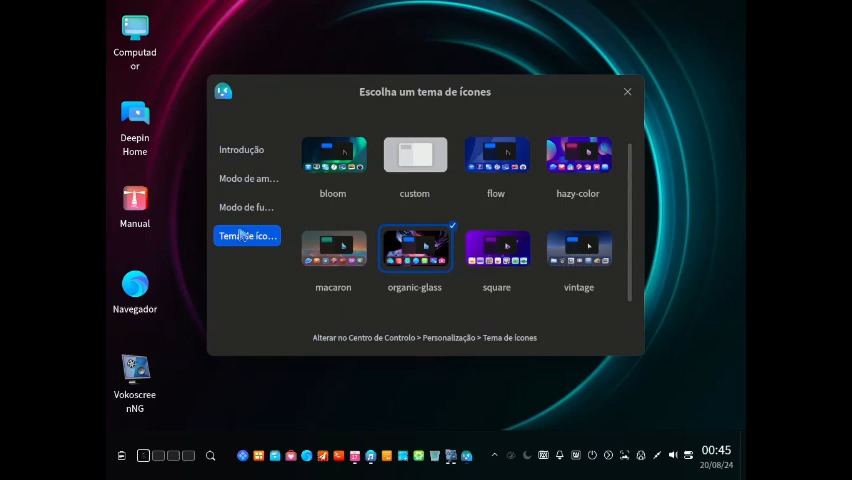 Computad
or
Deepin
Home
Manual
Navegador
Vokoscree
nNG
Escolha um tema de ícones
Introdução
Modo de am...
Modo de fu...
Tema de íco...
bloom
custom
flow
hazy-color
macaron
organic-glass
square
vintage
Alterar no Centro de Controlo > Personalização > Tema de ícones
00:45
20/08/24